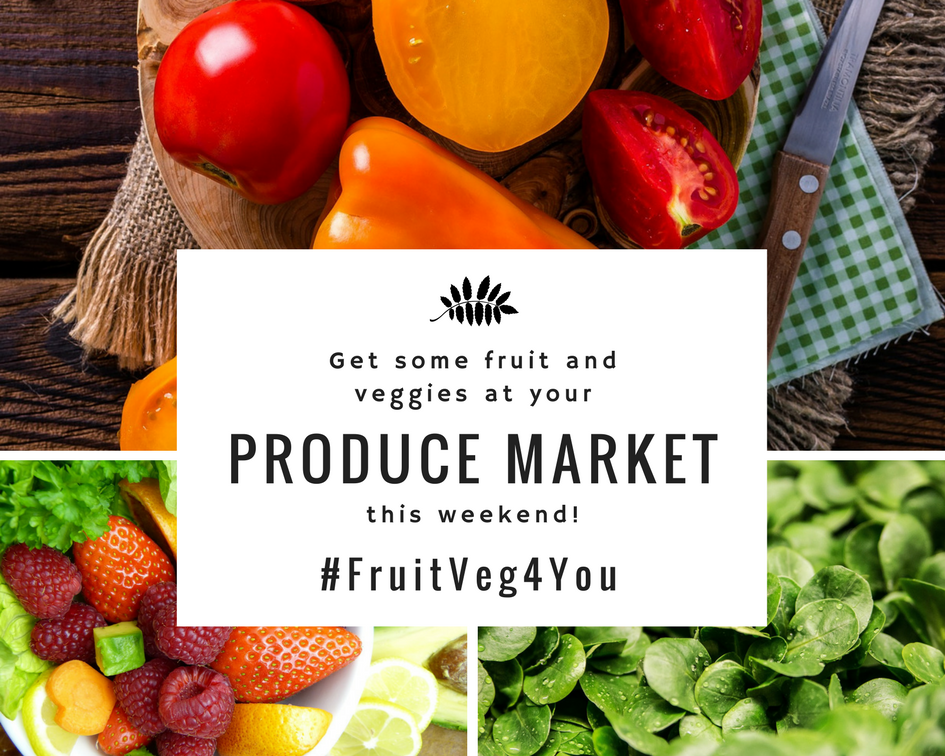 Get some fruit and
veggies at your
PRODUCE MARKET
this weekend!
#FruitVeg4You